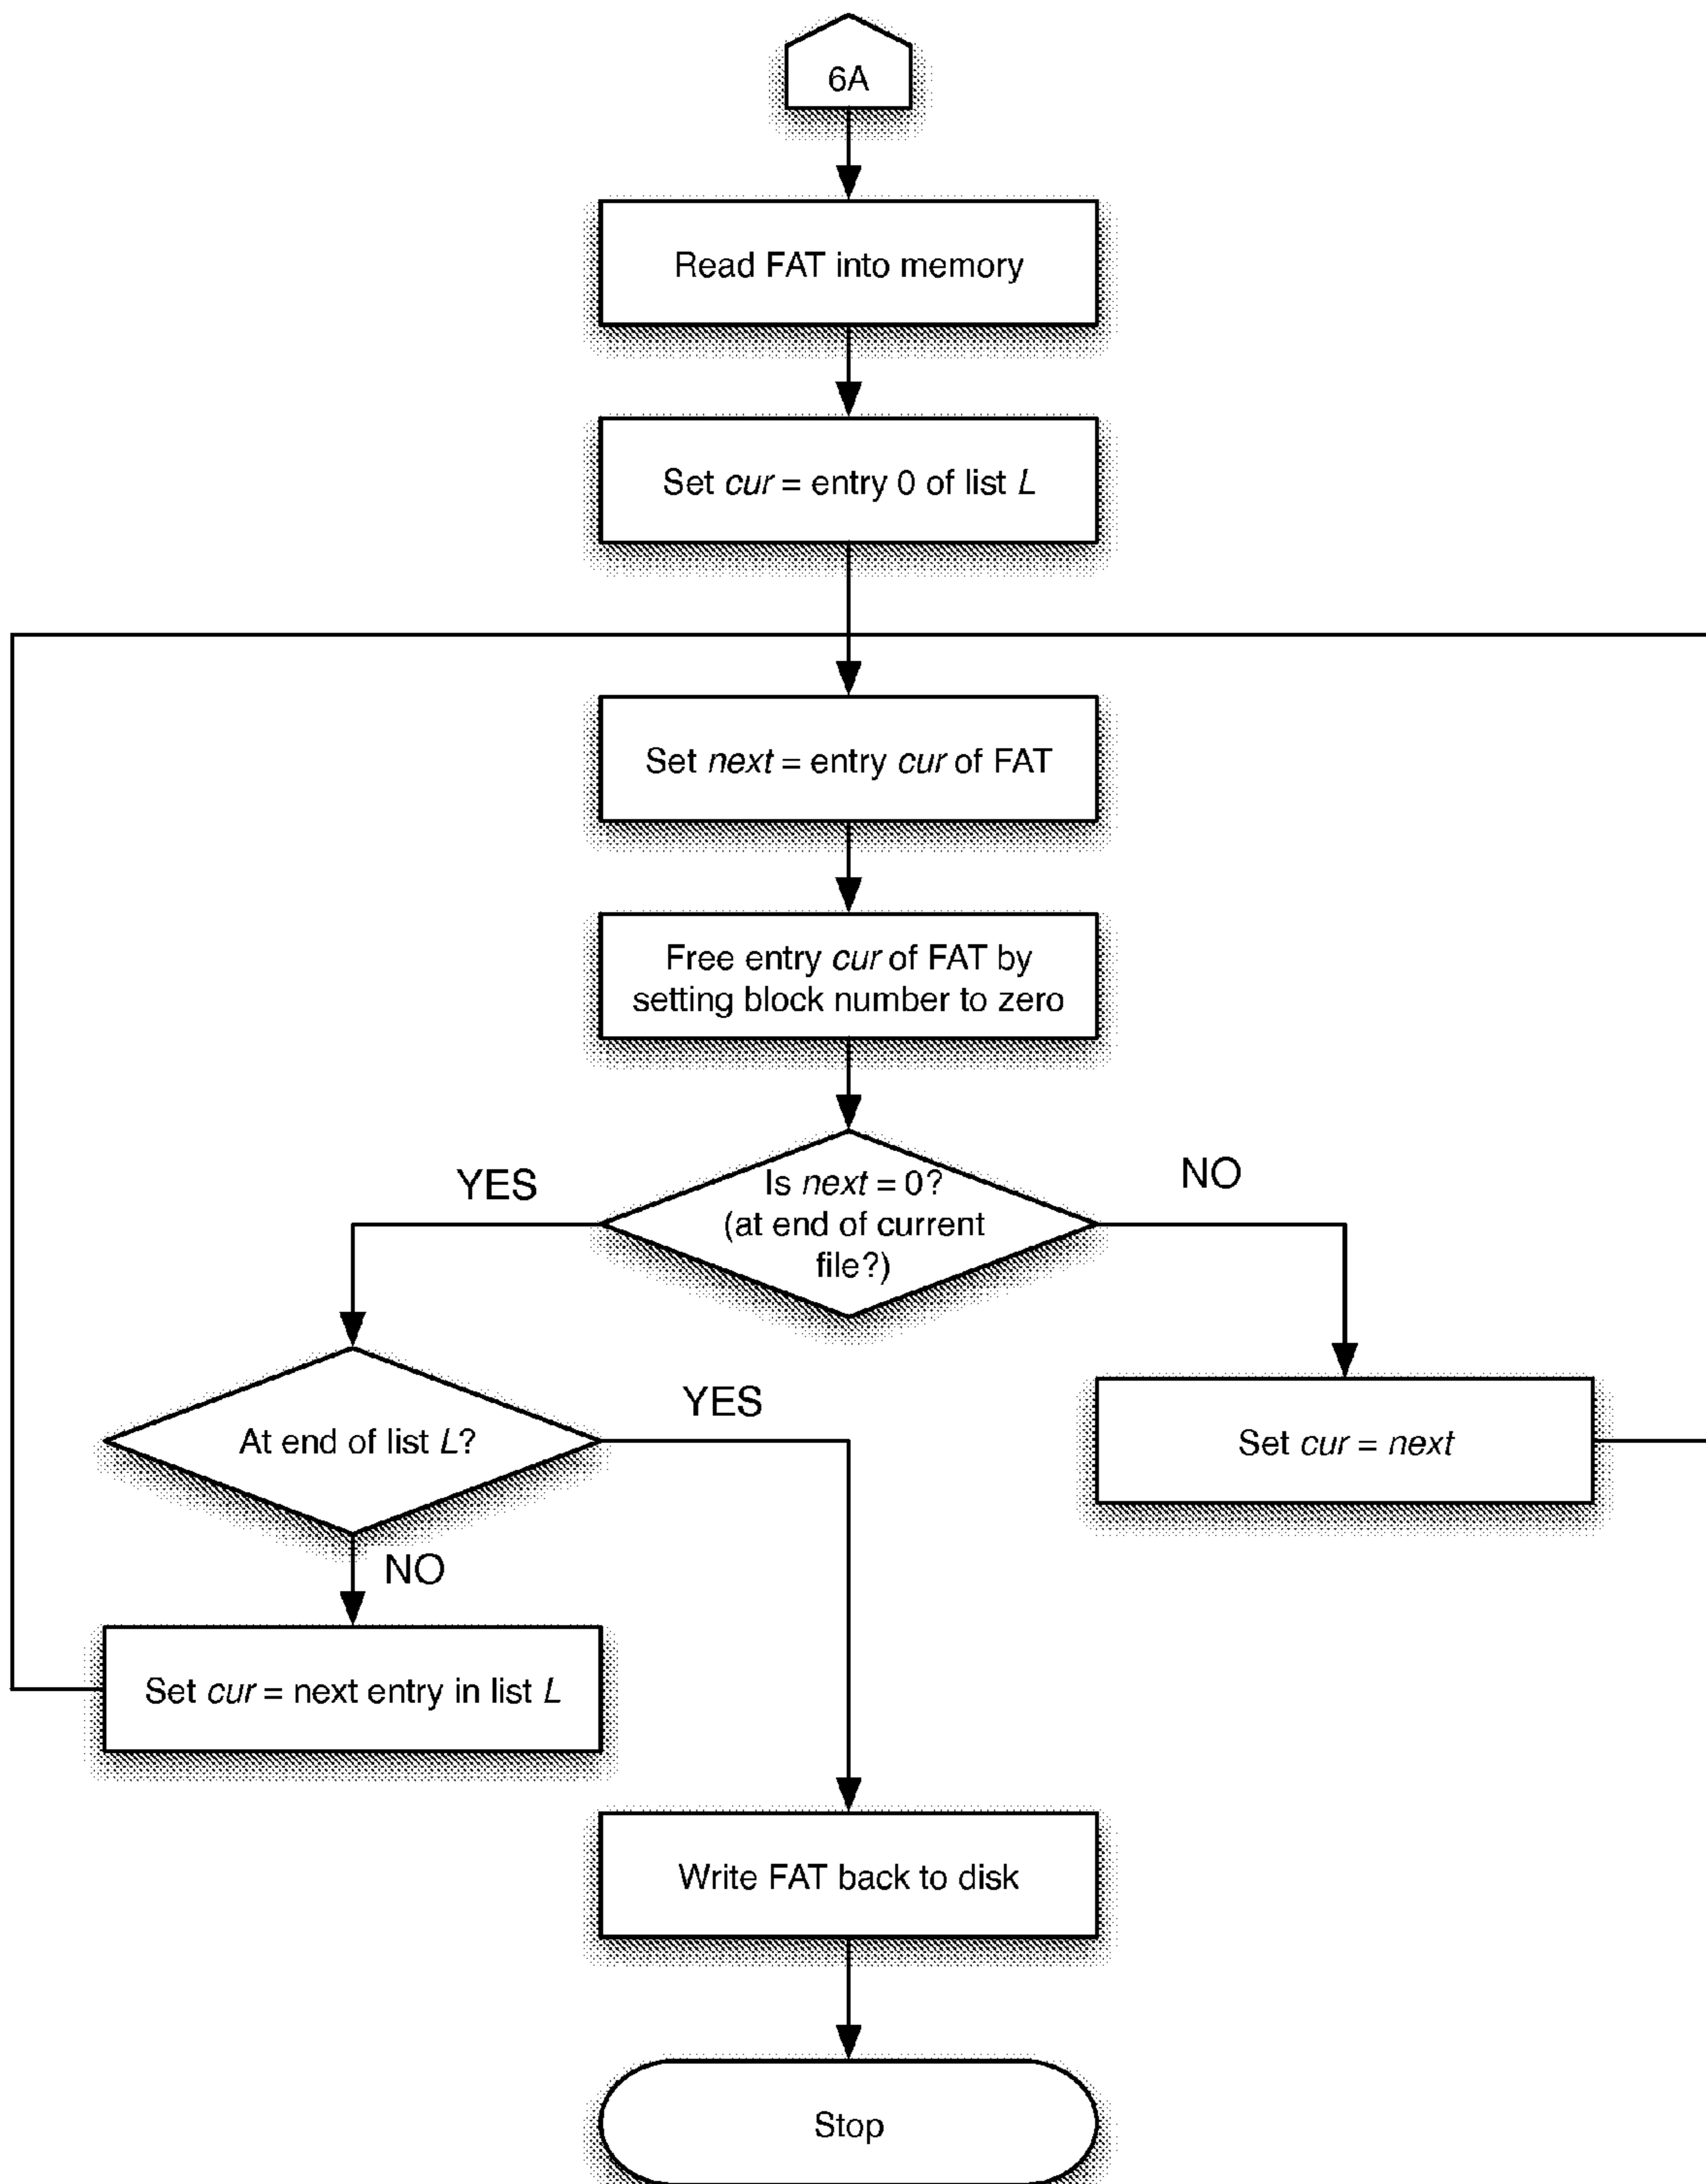 6A
Read FAT into memory
Set cur = entry 0 of list L
Set next = entry cur of FAT
Free entry cur of FAT by
setting block number to zero
YES
Is next = 0?
(at end of current
file?)
NO
At end of list L?
YES
Set cur = next
NO
Set cur = next entry in list L
Write FAT back to disk
Stop